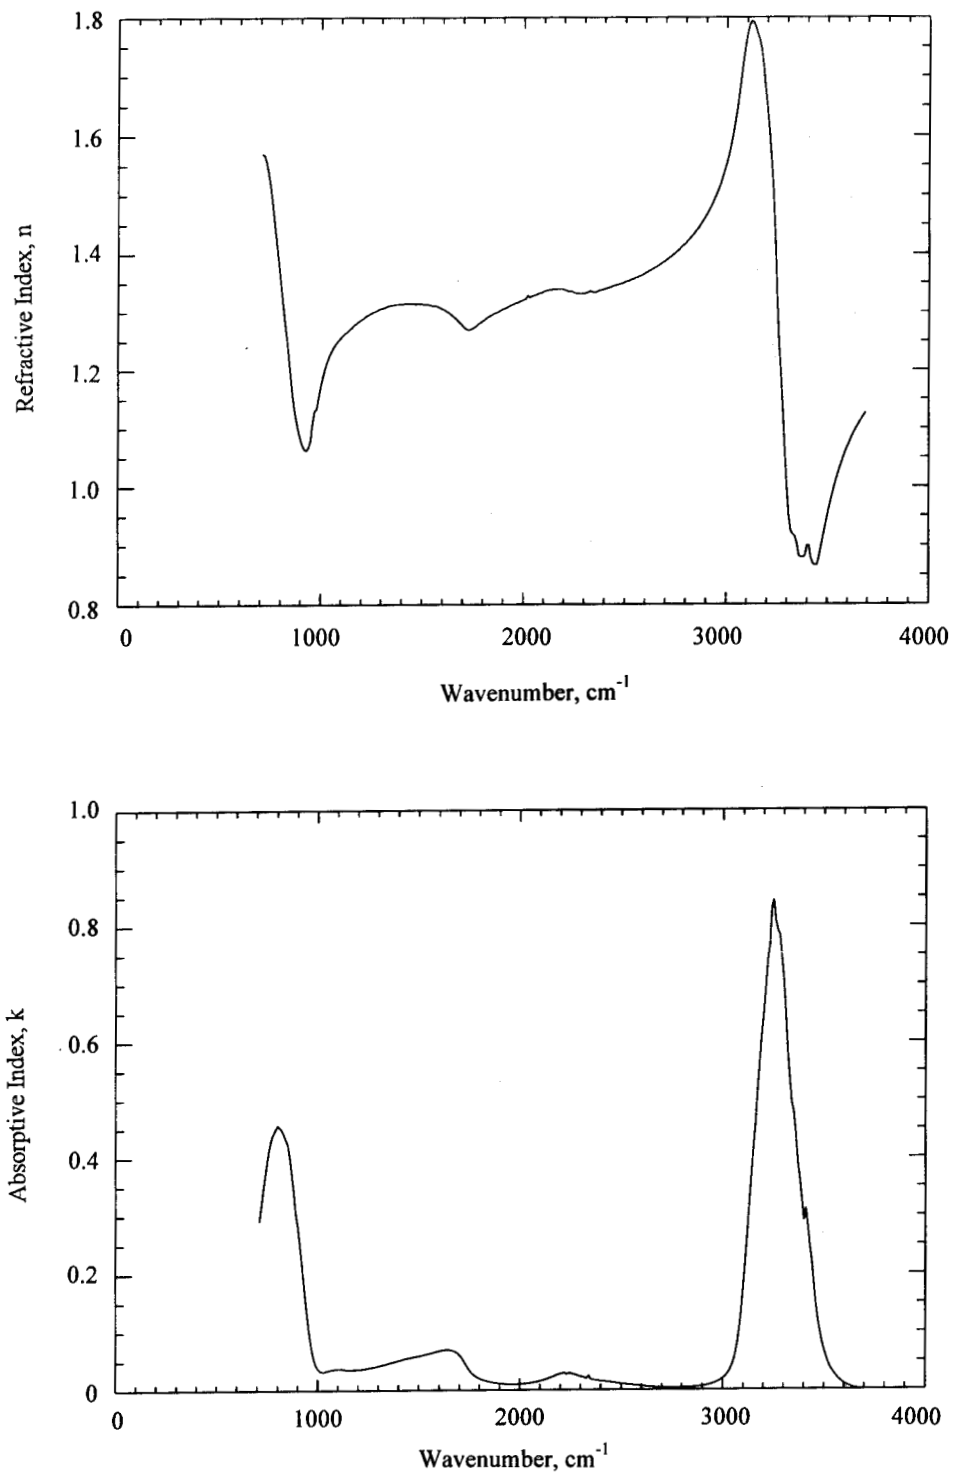 1.8
1.6
1.4
1.2
1.0
0.8
Refractive Index, n
0 1000 2000 3000 4000
Wavenumber, cm-1
1.0
0.8
0.6
0.4
0.2
0
Absorptive Index, k
0 1000 2000 3000 4000
Wavenumber, cm-1